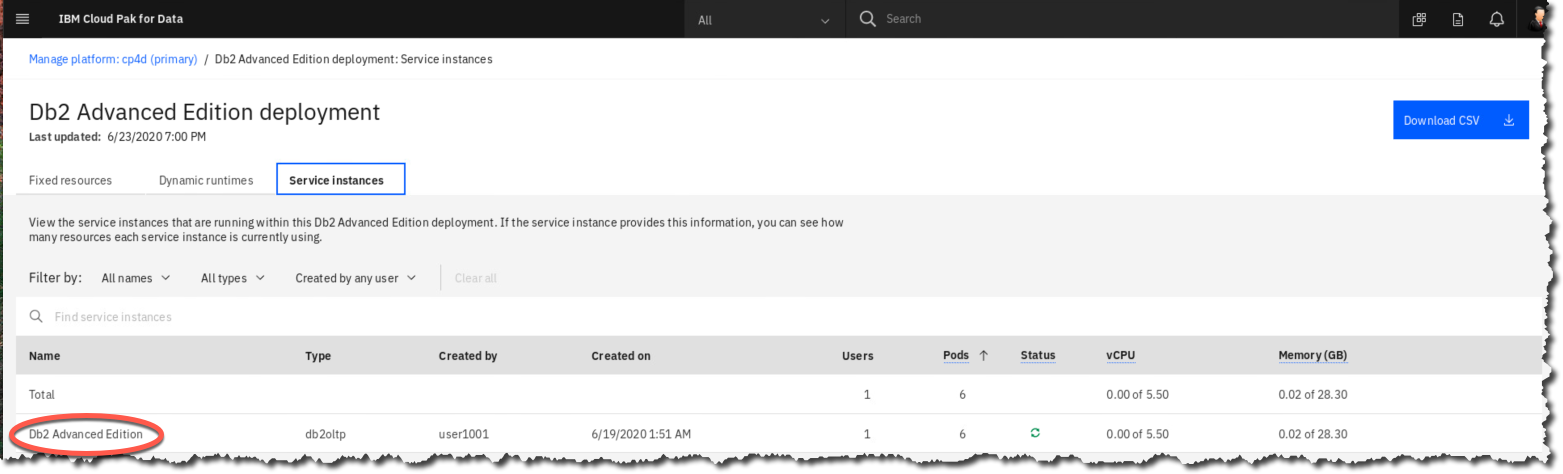 IBM Cloud Pak for Data All Search
Manage platform: cp4d (primary) / Db2 Advanced Edition deployment: Service instances
Db2 Advanced Edition deployment
Last updated: 6/23/2020 7:00 PM
Download CSV
Fixed resources Dynamic runtimes Service instances
View the service instances that are running within this Db2 Advanced Edition deployment. If the service instance provides this information, you can see how
many resources each service instance is currently using.
Filter by: All names All types Created by any user Clear all
Find service instances
Name Type Created by Created on Users Pods Status vCPU Memory (GB)
Total 1 6 0.00 of 5.50 0.02 of 28.30
Db2 Advanced Edition db2oltp user1001 6/19/2020 1:51 AM 1 6 0.00 of 5.50 0.02 of 28.30